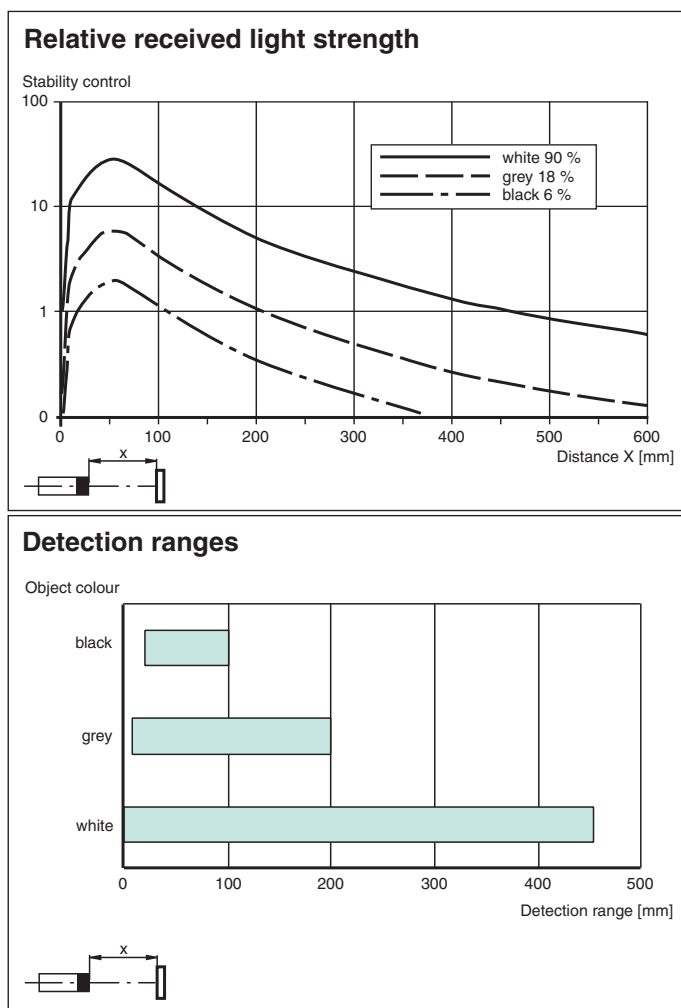 Relative received light strength
Stability control
100
10
1
0
white 90 %
grey 18 %
black 6 %
0 100 200 300 400 500 600
Distance X [mm]
x
Detection ranges
Object colour
black
grey
white
0 100 200 300 400 500
Detection range [mm]
x